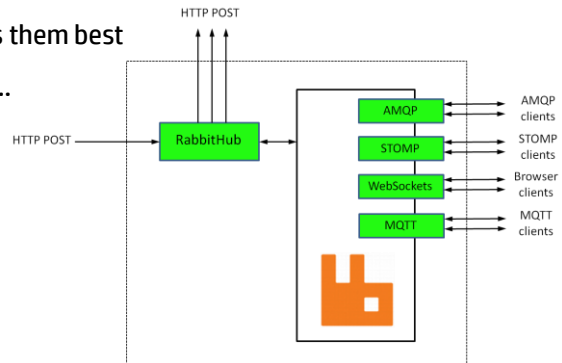 HTTP POST
s them best
..
HTTP POST
RabbitHub
AMQP
AMQP
clients
STOMP
STOMP
clients
WebSockets
Browser
clients
MQTT
MQTT
clients